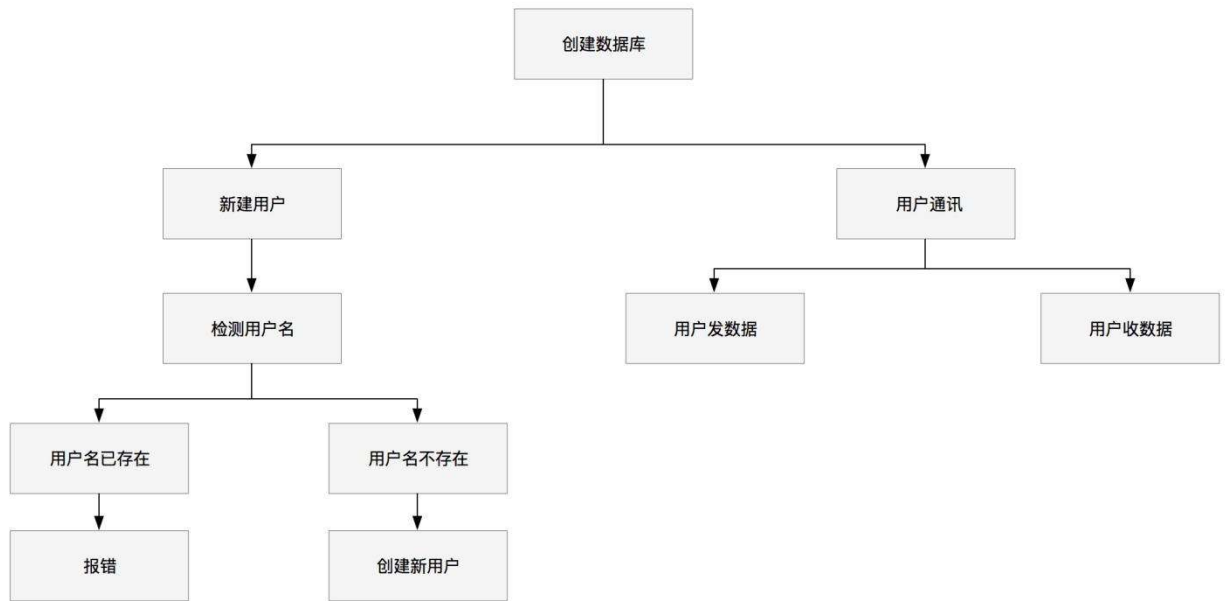 创建数据库
新建用户
用户通讯
检测用户名
用户发数据
用户收数据
用户名已存在
用户名不存在
报错
创建新用户